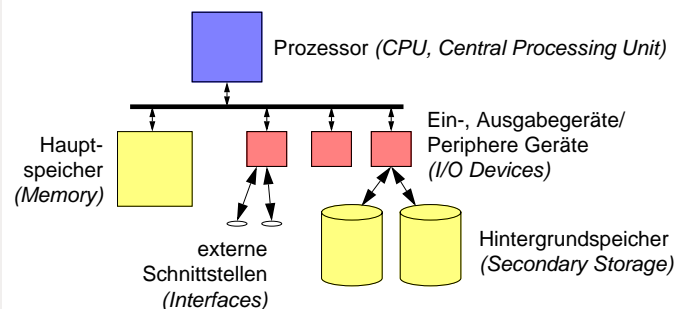 Prozessor (CPU, Central Processing Unit)
Ein-, Ausgabegeräte/
Periphere Geräte
(I/O Devices)
Haupt-
speicher
(Memory)
externe
Schnittstellen
(Interfaces)
Hintergrundspeicher
(Secondary Storage)